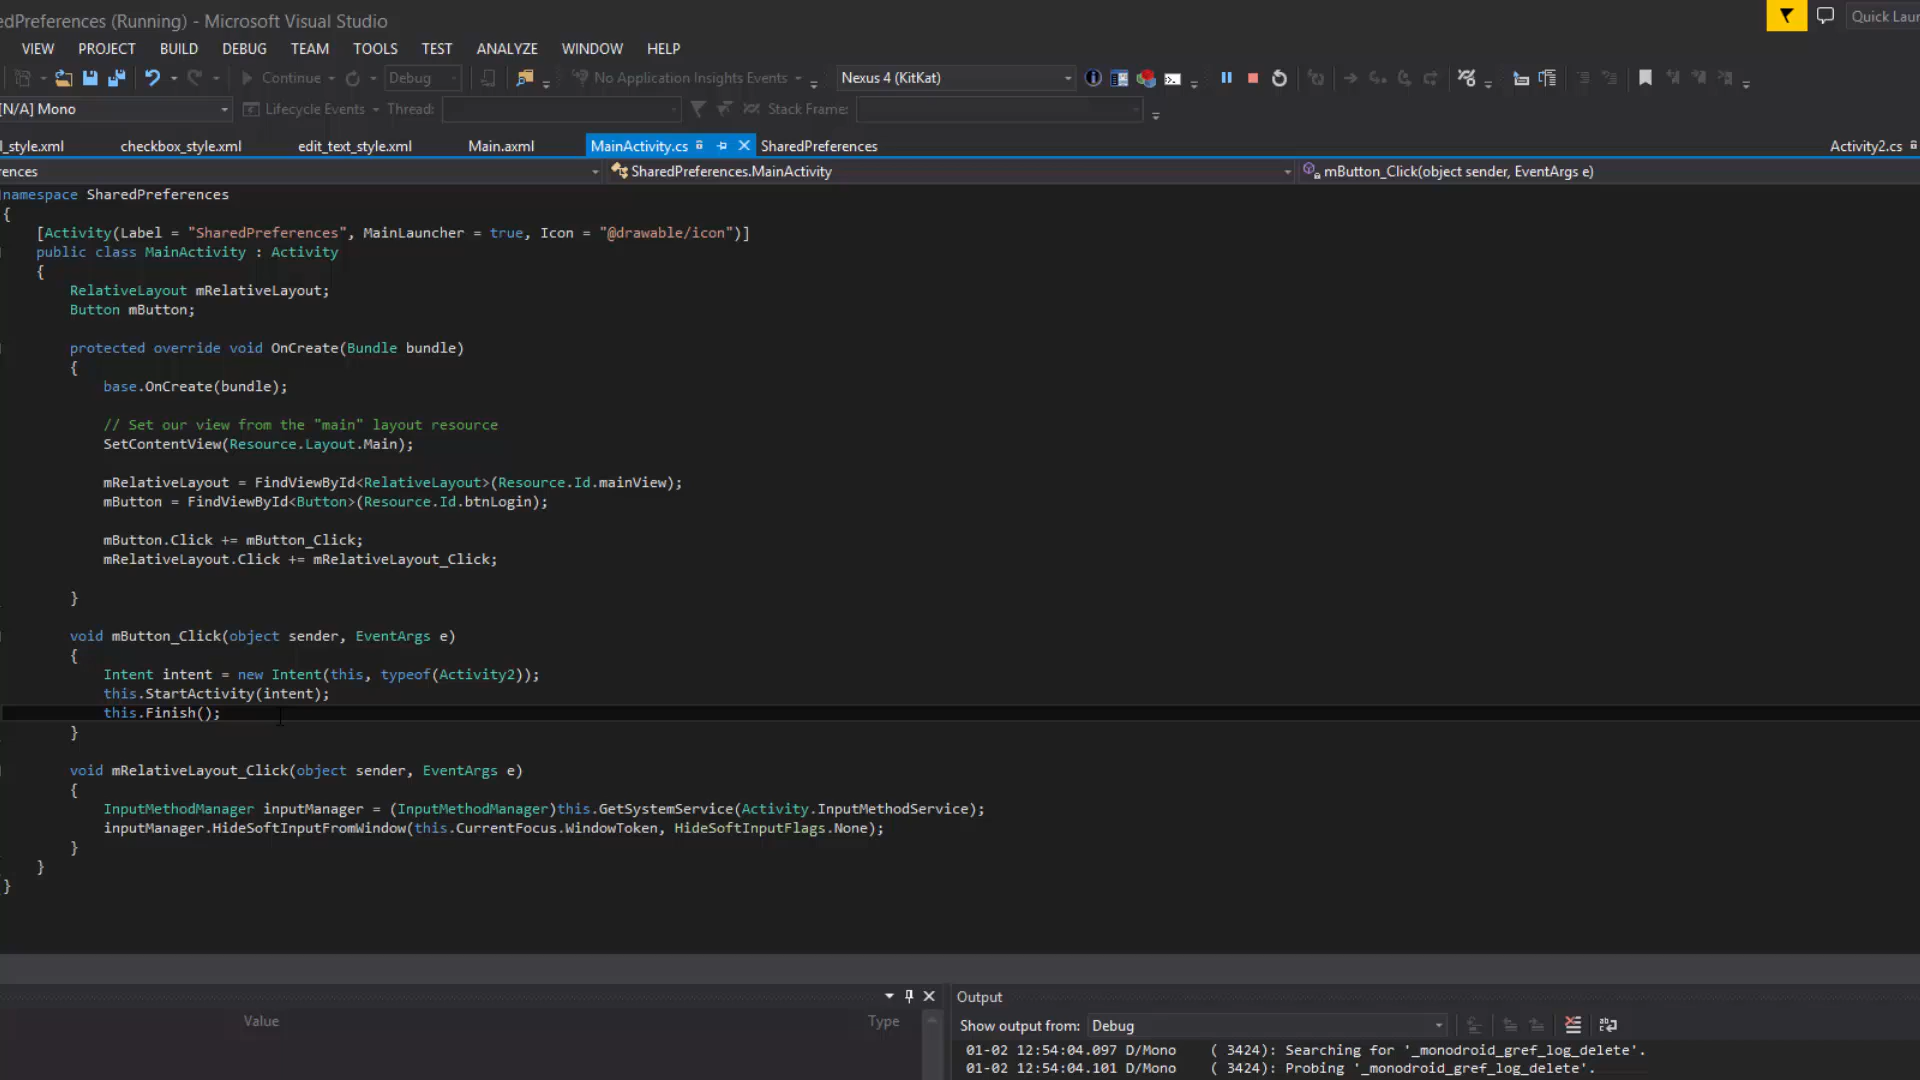 edPreferences (Running) - Microsoft Visual Studio
Quick Lau
VIEW PROJECT BUILD DEBUG TEAM TOOLS TEST ANALYZE WINDOW HELP
Continue Debug No Application Insights Events Nexus 4 (KitKat)
[N/A] Mono Lifecycle Events Thread: Stack Frame:
l_style.xml checkbox_style.xml edit_text_style.xml Main.axml MainActivity.cs SharedPreferences Activity2.cs
rences SharedPreferences.MainActivity mButton_Click(object sender, EventArgs e)
namespace SharedPreferences
{
[Activity(Label = "SharedPreferences", MainLauncher = true, Icon = "@drawable/icon")]
public class MainActivity : Activity
{
RelativeLayout mRelativeLayout;
Button mButton;
protected override void OnCreate(Bundle bundle)
{
base.OnCreate(bundle);
// Set our view from the "main" layout resource
SetContentView(Resource.Layout.Main);
mRelativeLayout = FindViewById<RelativeLayout>(Resource.Id.mainView);
mButton = FindViewById<Button>(Resource.Id.btnLogin);
mButton.Click += mButton_Click;
mRelativeLayout.Click += mRelativeLayout_Click;
}
void mButton_Click(object sender, EventArgs e)
{
Intent intent = new Intent(this, typeof(Activity2));
this.StartActivity(intent);
this.Finish();
}
void mRelativeLayout_Click(object sender, EventArgs e)
{
InputMethodManager inputManager = (InputMethodManager)this.GetSystemService(Activity.InputMethodService);
inputManager.HideSoftInputFromWindow(this.CurrentFocus.WindowToken, HideSoftInputFlags.None);
}
}
}
Value Type
Output
Show output from: Debug
01-02 12:54:04.097 D/Mono ( 3424): Searching for '_monodroid_gref_log_delete'.
01-02 12:54:04.101 D/Mono ( 3424): Probing '_monodroid_gref_log_delete'.